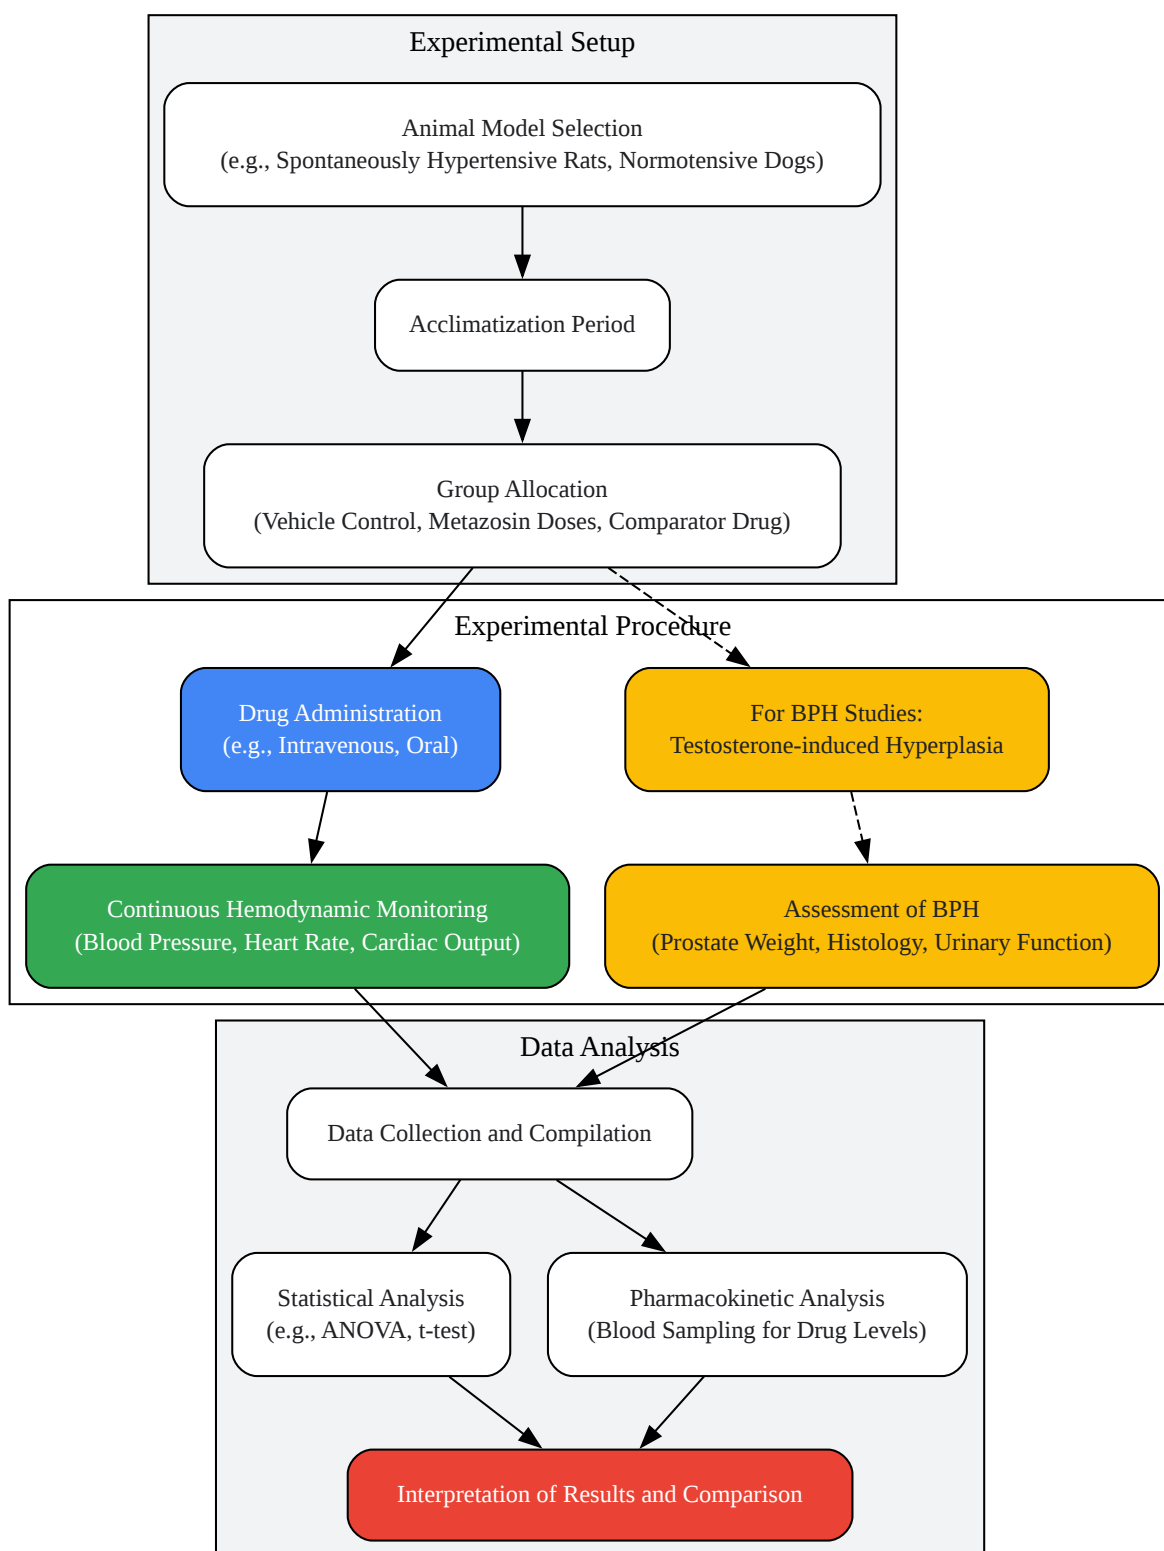 Experimental Setup
Animal Model Selection
(e.g., Spontaneously Hypertensive Rats, Normotensive Dogs)
Acclimatization Period
Group Allocation
(Vehicle Control, Metazosin Doses, Comparator Drug)
Experimental Procedure
Drug Administration
(e.g., Intravenous, Oral)
For BPH Studies:
Testosterone-induced Hyperplasia
Continuous Hemodynamic Monitoring
(Blood Pressure, Heart Rate, Cardiac Output)
Assessment of BPH
(Prostate Weight, Histology, Urinary Function)
Data Analysis
Data Collection and Compilation
Statistical Analysis
(e.g., ANOVA, t-test)
Pharmacokinetic Analysis
(Blood Sampling for Drug Levels)
Interpretation of Results and Comparison